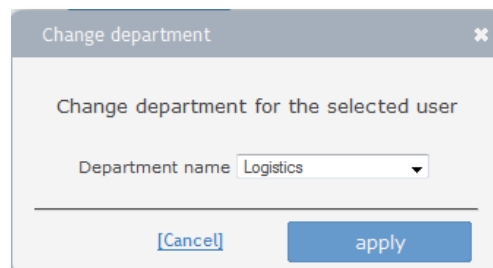 Change department
Change department for the selected user
Department name Logistics
[Cancel] apply